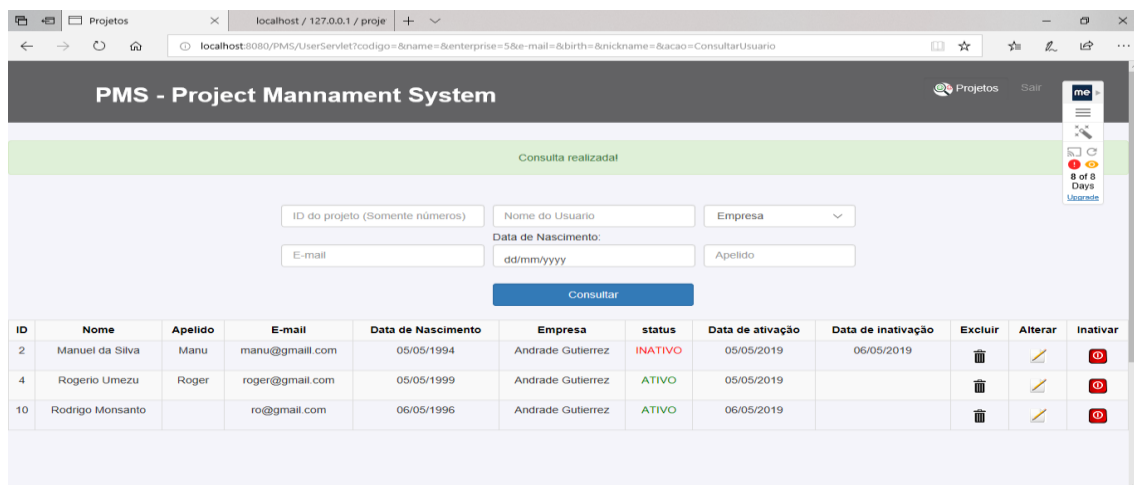 Projetos
localhost / 127.0.0.1 / proje
localhost:8080/PMS/UserServlet?codigo=&name=&enterprise=5&e-mail=&birth=&nickname=&acao=ConsultarUsuario
PMS - Project Mannament System
Projetos Sair
me
8 of 8
Days
Upgrade
Consulta realizada!
ID do projeto (Somente números) Nome do Usuario Empresa
Data de Nascimento:
E-mail dd/mm/yyyy Apelido
Consultar
ID Nome Apelido E-mail Data de Nascimento Empresa status Data de ativação Data de inativação Excluir Alterar Inativar
2 Manuel da Silva Manu manu@gmaill.com 05/05/1994 Andrade Gutierrez INATIVO 05/05/2019 06/05/2019
4 Rogerio Umezu Roger roger@gmail.com 05/05/1999 Andrade Gutierrez ATIVO 05/05/2019
10 Rodrigo Monsanto ro@gmail.com 06/05/1996 Andrade Gutierrez ATIVO 06/05/2019